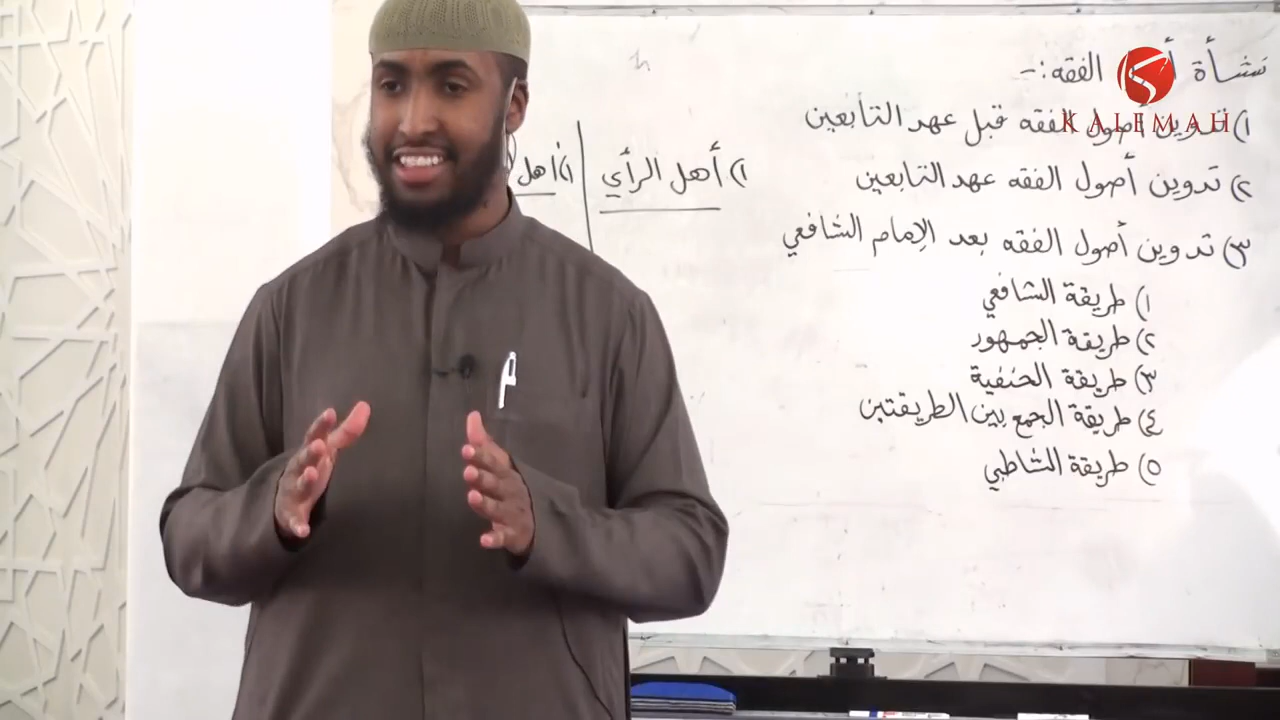 نشأة أ الفقه :-
KALEMAH
١) تدوين أصول الفقه قبل عهد التابعين
٢) تدوين أصول الفقه عهد التابعين
٣) تدوين أصول الفقه بعد الإمام الشافعي
١) طريقة الشافعي
٢) طريقة الجمهور
٣) طريقة الحنفية
٤) طريقة الجمع بين الطريقتين
٥) طريقة الشاطبي
١) أهل الرأي
١) أهل